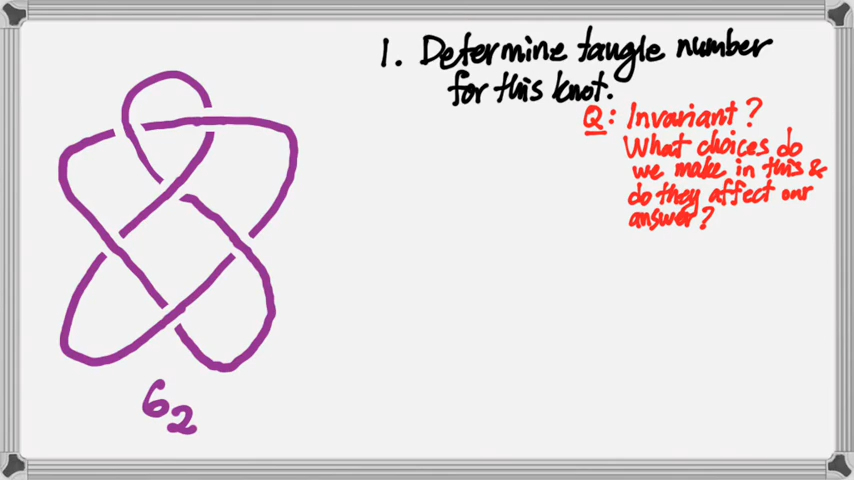 1. Determine tangle number
for this knot.
Q: Invariant?
What choices do
we make in this &
do they affect our
answer?
6₂